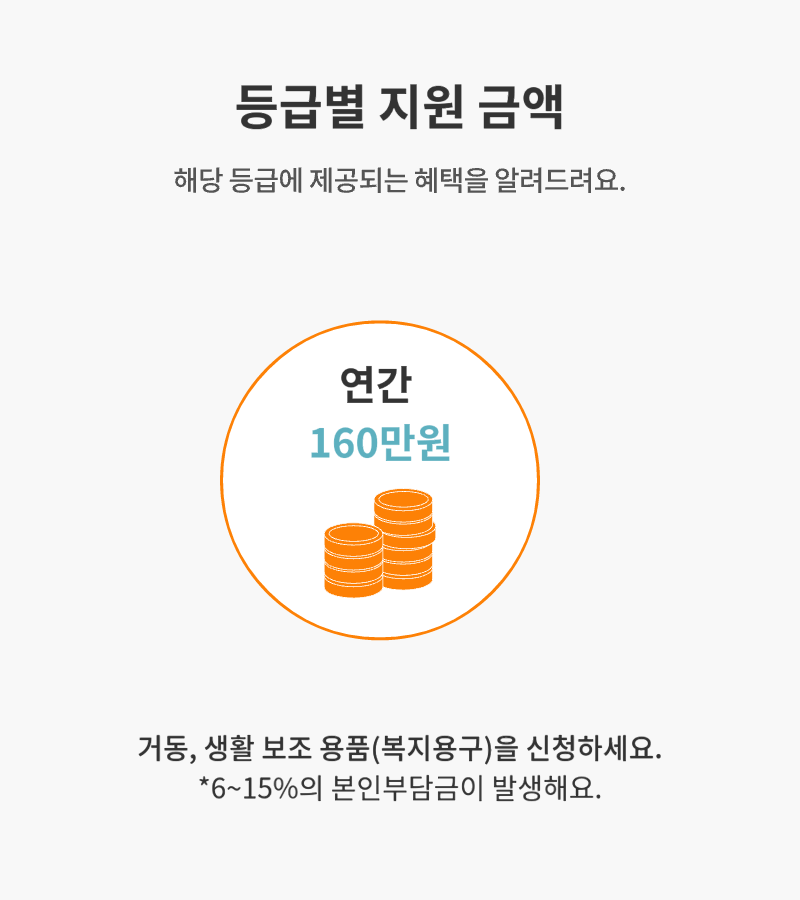 등급별 지원 금액
해당 등급에 제공되는 혜택을 알려드려요.
연간
160만원
거동, 생활 보조 용품(복지용구)을 신청하세요.
*6~15%의 본인부담금이 발생해요.